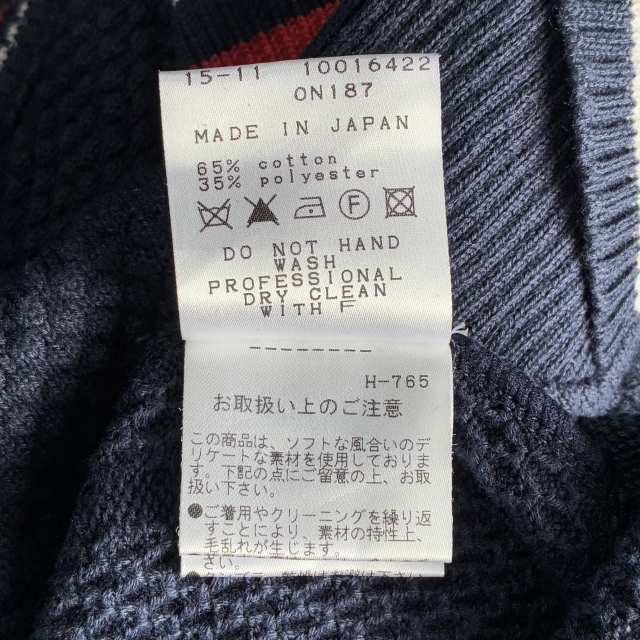 15-11 10016422
ON187
MADE IN JAPAN
65% cotton
35% polyester
F
DO NOT HAND
WASH
PROFESSIONAL
DRY CLEAN
WITH F
--------
H-765
お取扱い上のご注意
この商品は、ソフトな風合いのデ
リケートな素材を使用しておりま
す。下記の点にご留意の上、お取
扱い下さい。
●ご着用やクリーニングを繰り返
すことにより、素材の特性上、
毛乱れが生じます。